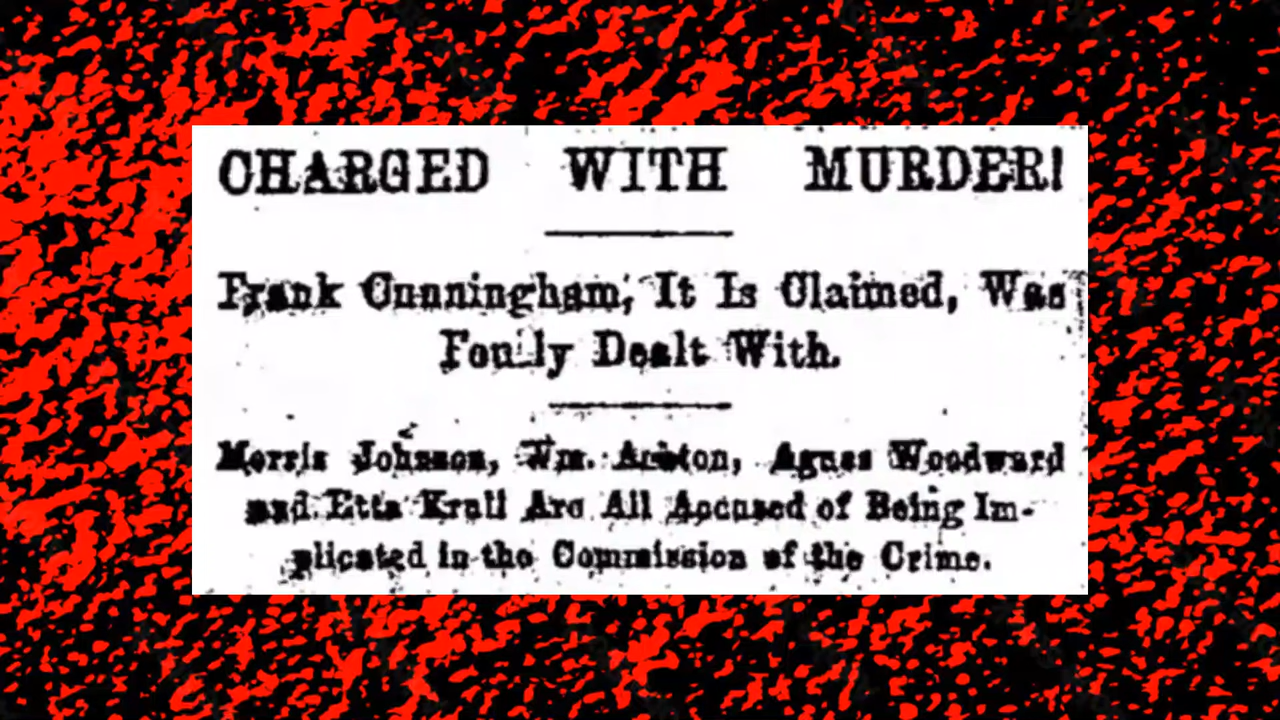 CHARGED WITH MURDER!
Frank Cunningham, It Is Claimed, Was
Foully Dealt With.
Morris Johnson, Wm. Agnes Woodward
and Etta Krall Are All Accused of Being Im-
plicated in the Commission of the Crime.